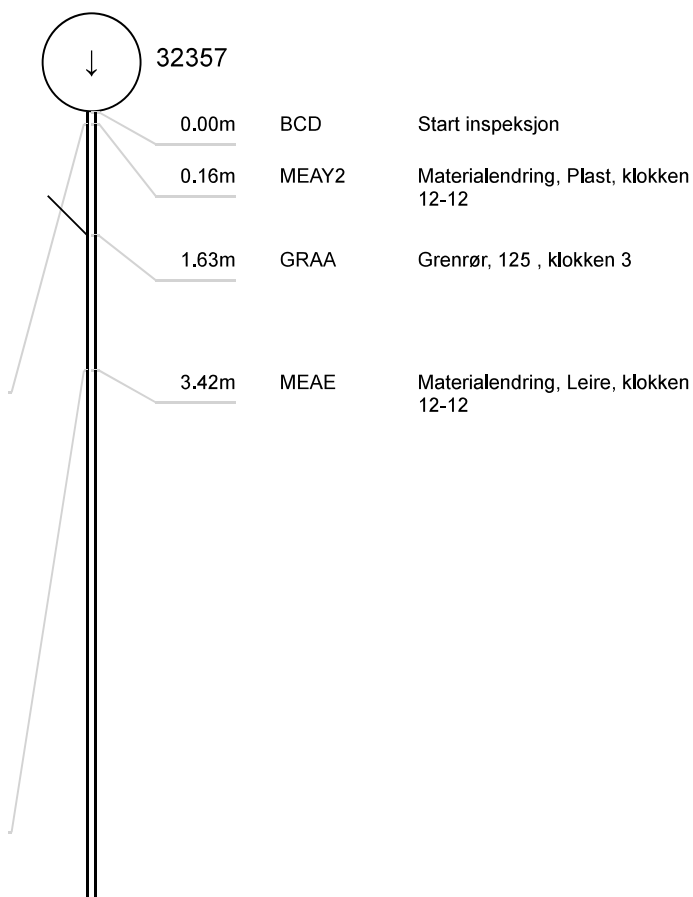 ↓ 32357
0.00m BCD Start inspeksjon
0.16m MEAY2 Materialendring, Plast, klokken
12-12
1.63m GRAA Grenrør, 125 , klokken 3
3.42m MEAE Materialendring, Leire, klokken
12-12